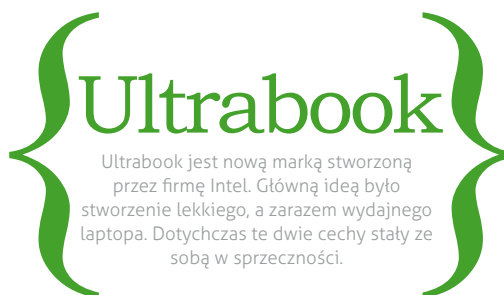 Ultrabook
Ultrabook jest nową marką stworzoną
przez firmę Intel. Główną ideą było
stworzenie lekkiego, a zarazem wydajnego
laptopa. Dotychczas te dwie cechy stały ze
sobą w sprzeczności.